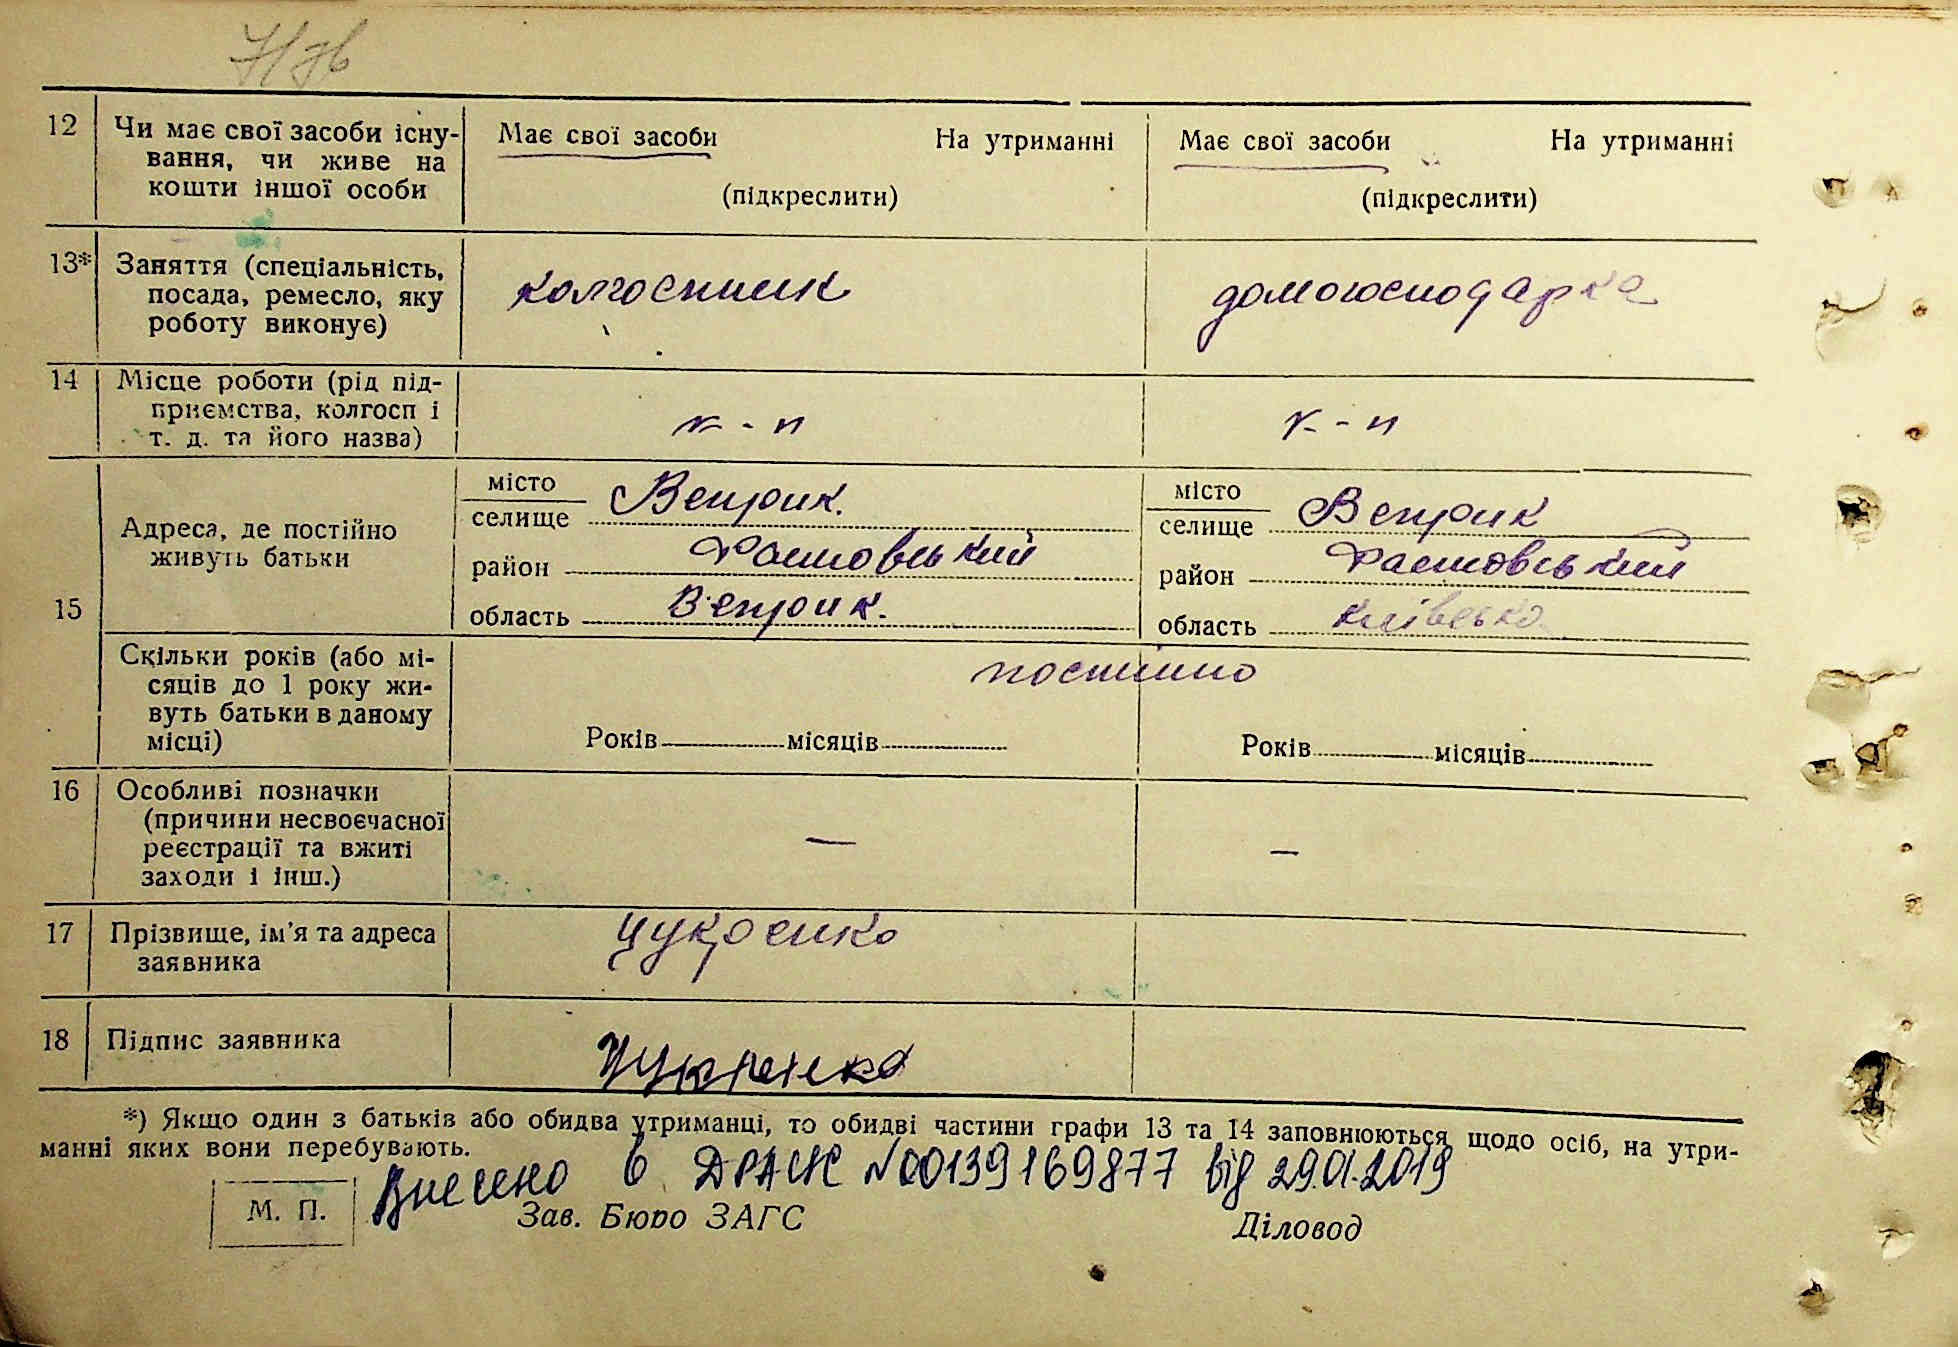 12 Чи має свої засоби існу-
вання, чи живе на
кошти іншої особи
Має свої засоби На утриманні
(підкреслити)
Має свої засоби На утриманні
(підкреслити)
13* Заняття (спеціальність,
посада, ремесло, яку
роботу виконує)
колгоспник
домогосподарка
14 Місце роботи (рід під-
приємства, колгосп і
т. д. та його назва)
к-п
к-п
15 Адреса, де постійно
живуть батьки
місто
селище Веприк.
район Фастовський
область Веприк.
місто
селище Веприк
район Фастовський
область Київська
Скільки років (або мі-
сяців до 1 року жи-
вуть батьки в даному
місці)
постійно
Років місяців
Років місяців
16 Особливі позначки
(причини несвоєчасної
реєстрації та вжиті
заходи і інш.)
—
—
17 Прізвище, ім'я та адреса
заявника
Цукренко
18 Підпис заявника
Цукренко
*) Якщо один з батьків або обидва утриманці, то обидві частини графи 13 та 14 заповнюються щодо осіб, на утри-
манні яких вони перебувають.
Внесено в ДРАЦС №00139169877 від 29.01.2019
М. П.
Зав. Бюро ЗАГС
Діловод